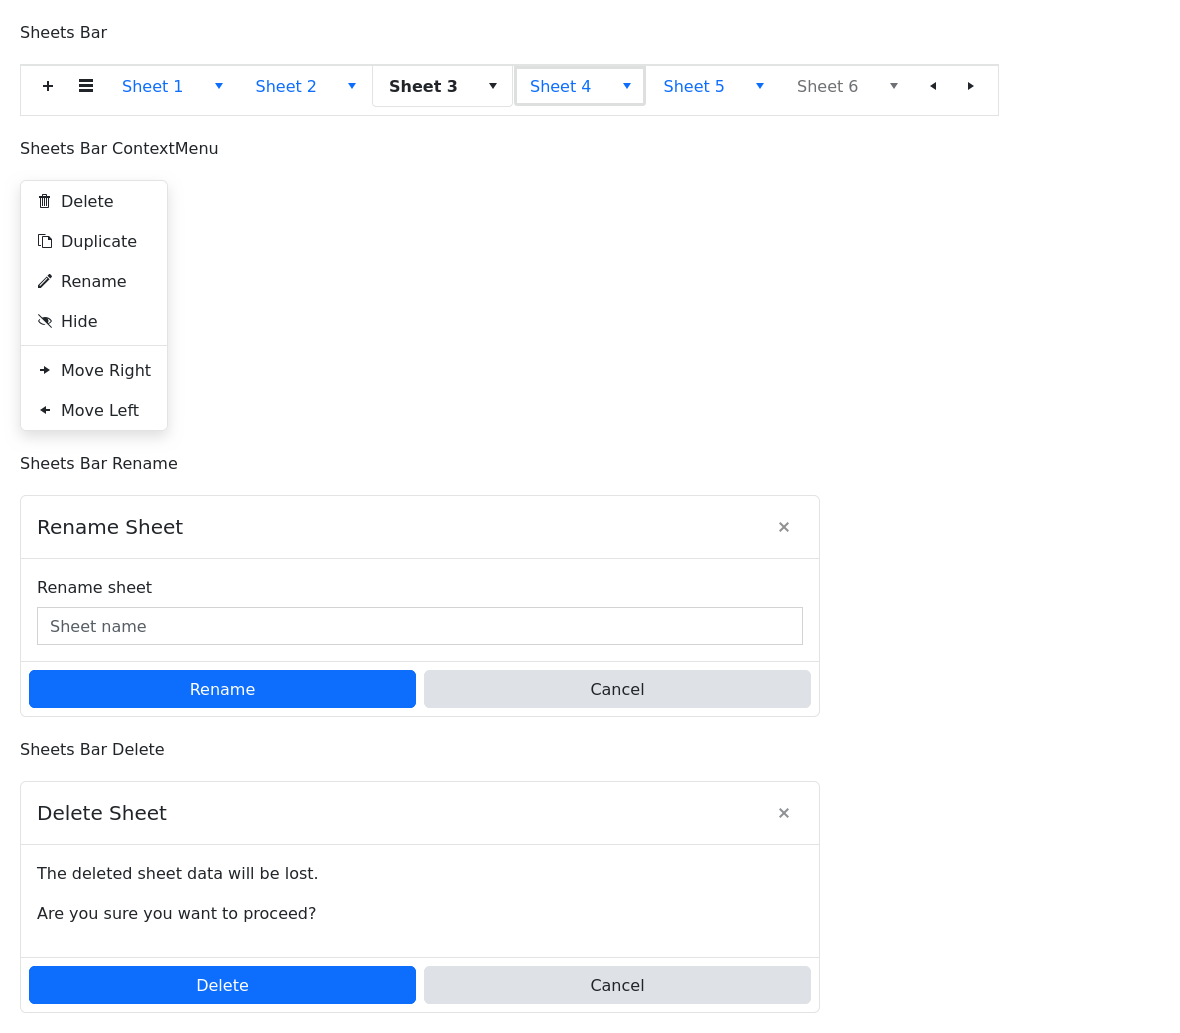 Sheets Bar
Sheet 1 Sheet 2 Sheet 3 Sheet 4 Sheet 5 Sheet 6
Sheets Bar ContextMenu
Delete
Duplicate
Rename
Hide
Move Right
Move Left
Sheets Bar Rename
Rename Sheet
Rename sheet
Sheet name
Rename Cancel
Sheets Bar Delete
Delete Sheet
The deleted sheet data will be lost.
Are you sure you want to proceed?
Delete Cancel